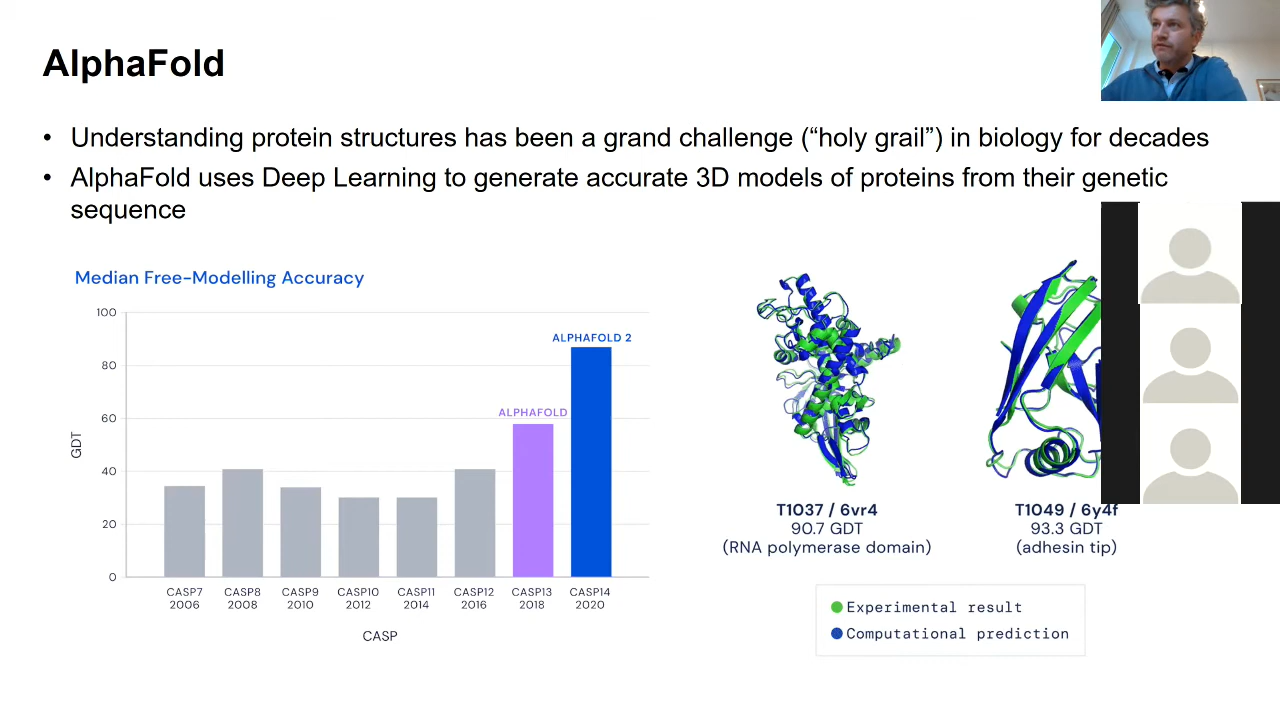 AlphaFold
• Understanding protein structures has been a grand challenge (“holy grail”) in biology for decades
• AlphaFold uses Deep Learning to generate accurate 3D models of proteins from their genetic
sequence
Median Free-Modelling Accuracy
100
80
60
40
20
0
GDT
ALPHAFOLD
ALPHAFOLD 2
CASP7 CASP8 CASP9 CASP10 CASP11 CASP12 CASP13 CASP14
2006 2008 2010 2012 2014 2016 2018 2020
CASP
T1037 / 6vr4
90.7 GDT
(RNA polymerase domain)
T1049 / 6y4f
93.3 GDT
(adhesin tip)
Experimental result
Computational prediction